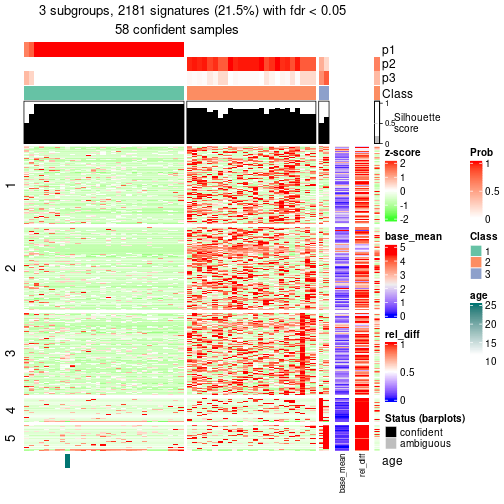 3 subgroups, 2181 signatures (21.5%) with fdr < 0.05
58 confident samples
p1
p2
p3
Class
1
0.5
0
Silhouette
score
1
2
3
4
5
z-score
2
1
0
-1
-2
base_mean
5
4
3
2
1
0
rel_diff
1
0.5
0
Status (barplots)
confident
ambiguous
Prob
1
0.5
0
Class
1
2
3
age
25
20
15
10
base_mean
rel_diff
age